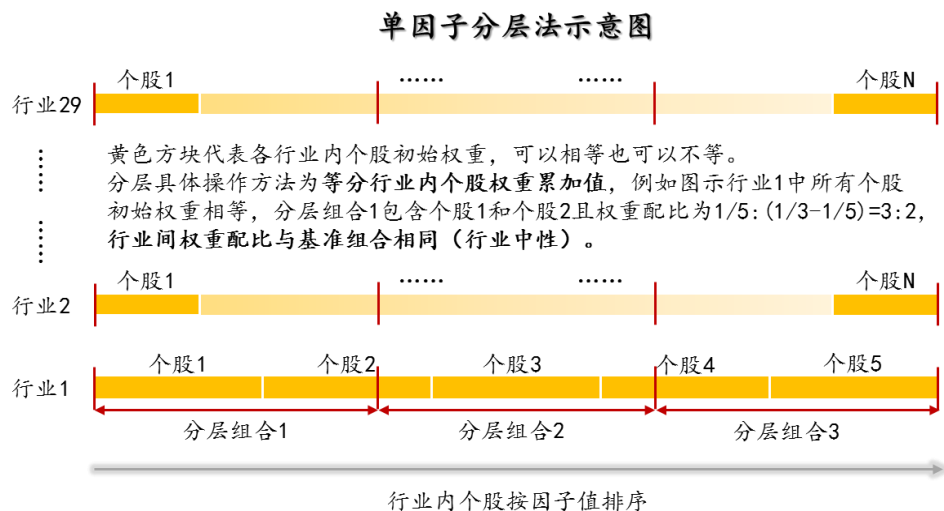 单因子分层法示意图
个股1 …… …… 个股N
行业29
黄色方块代表各行业内个股初始权重，可以相等也可以不等。
分层具体操作方法为等分行业内个股权重累加值，例如图示行业1中所有个股
初始权重相等，分层组合1包含个股1和个股2且权重配比为1/5:(1/3-1/5)=3:2，
行业间权重配比与基准组合相同（行业中性）。
……
……
个股1 …… …… 个股N
行业2
个股1 个股2 个股3 个股4 个股5
行业1
分层组合1 分层组合2 分层组合3
行业内个股按因子值排序